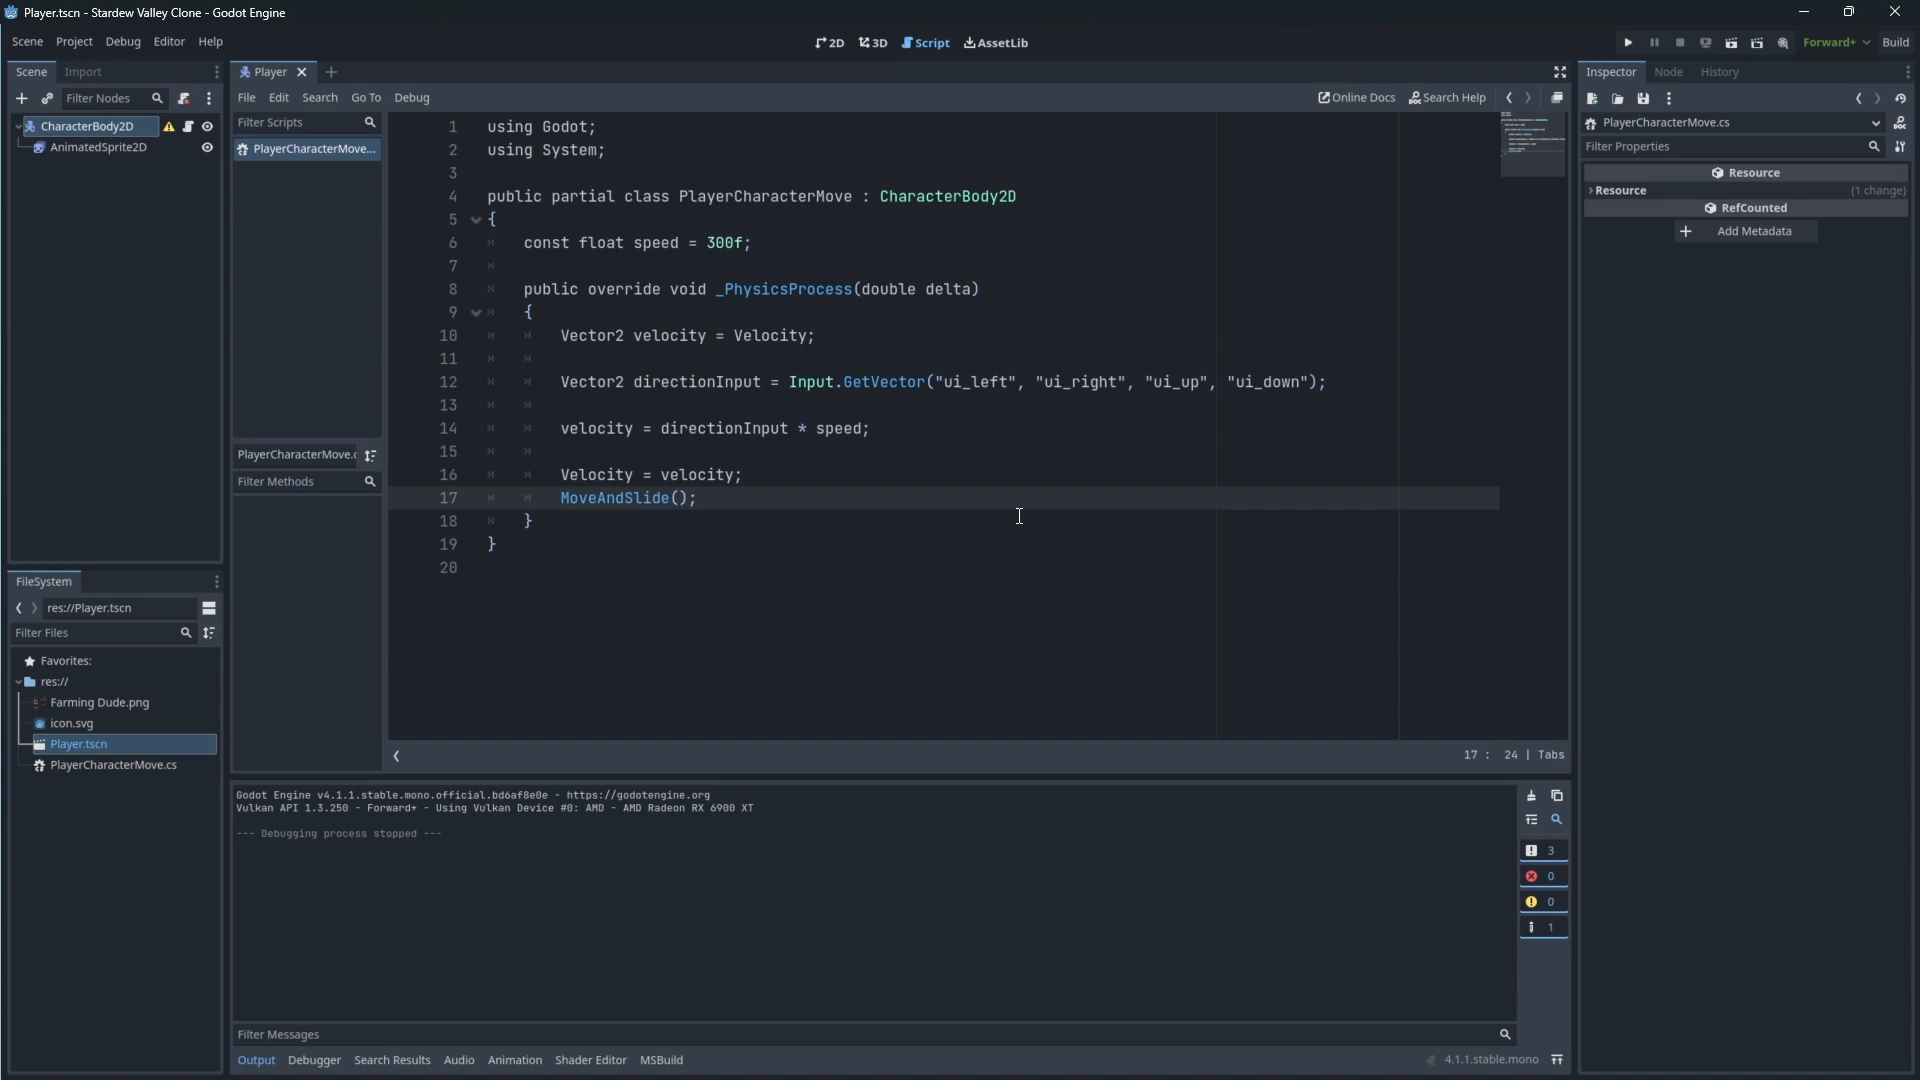 Player.tscn - Stardew Valley Clone - Godot Engine
Scene Project Debug Editor Help
2D 3D Script AssetLib
Forward+ Build
Scene Import
Filter Nodes
CharacterBody2D
AnimatedSprite2D
Player
File Edit Search Go To Debug
Online Docs Search Help
Filter Scripts
PlayerCharacterMove...
PlayerCharacterMove.c
Filter Methods
1 using Godot;
2 using System;
3
4 public partial class PlayerCharacterMove : CharacterBody2D
5 {
6 const float speed = 300f;
7
8 public override void _PhysicsProcess(double delta)
9 {
10 Vector2 velocity = Velocity;
11
12 Vector2 directionInput = Input.GetVector("ui_left", "ui_right", "ui_up", "ui_down");
13
14 velocity = directionInput * speed;
15
16 Velocity = velocity;
17 MoveAndSlide();
18 }
19 }
20
17 : 24 | Tabs
FileSystem
res://Player.tscn
Filter Files
Favorites:
res://
Farming Dude.png
icon.svg
Player.tscn
PlayerCharacterMove.cs
Godot Engine v4.1.1.stable.mono.official.bd6af8e0e - https://godotengine.org
Vulkan API 1.3.250 - Forward+ - Using Vulkan Device #0: AMD - AMD Radeon RX 6900 XT
--- Debugging process stopped ---
3
0
0
1
Filter Messages
Output Debugger Search Results Audio Animation Shader Editor MSBuild
4.1.1.stable.mono
Inspector Node History
PlayerCharacterMove.cs
Filter Properties
Resource
Resource (1 change)
RefCounted
Add Metadata